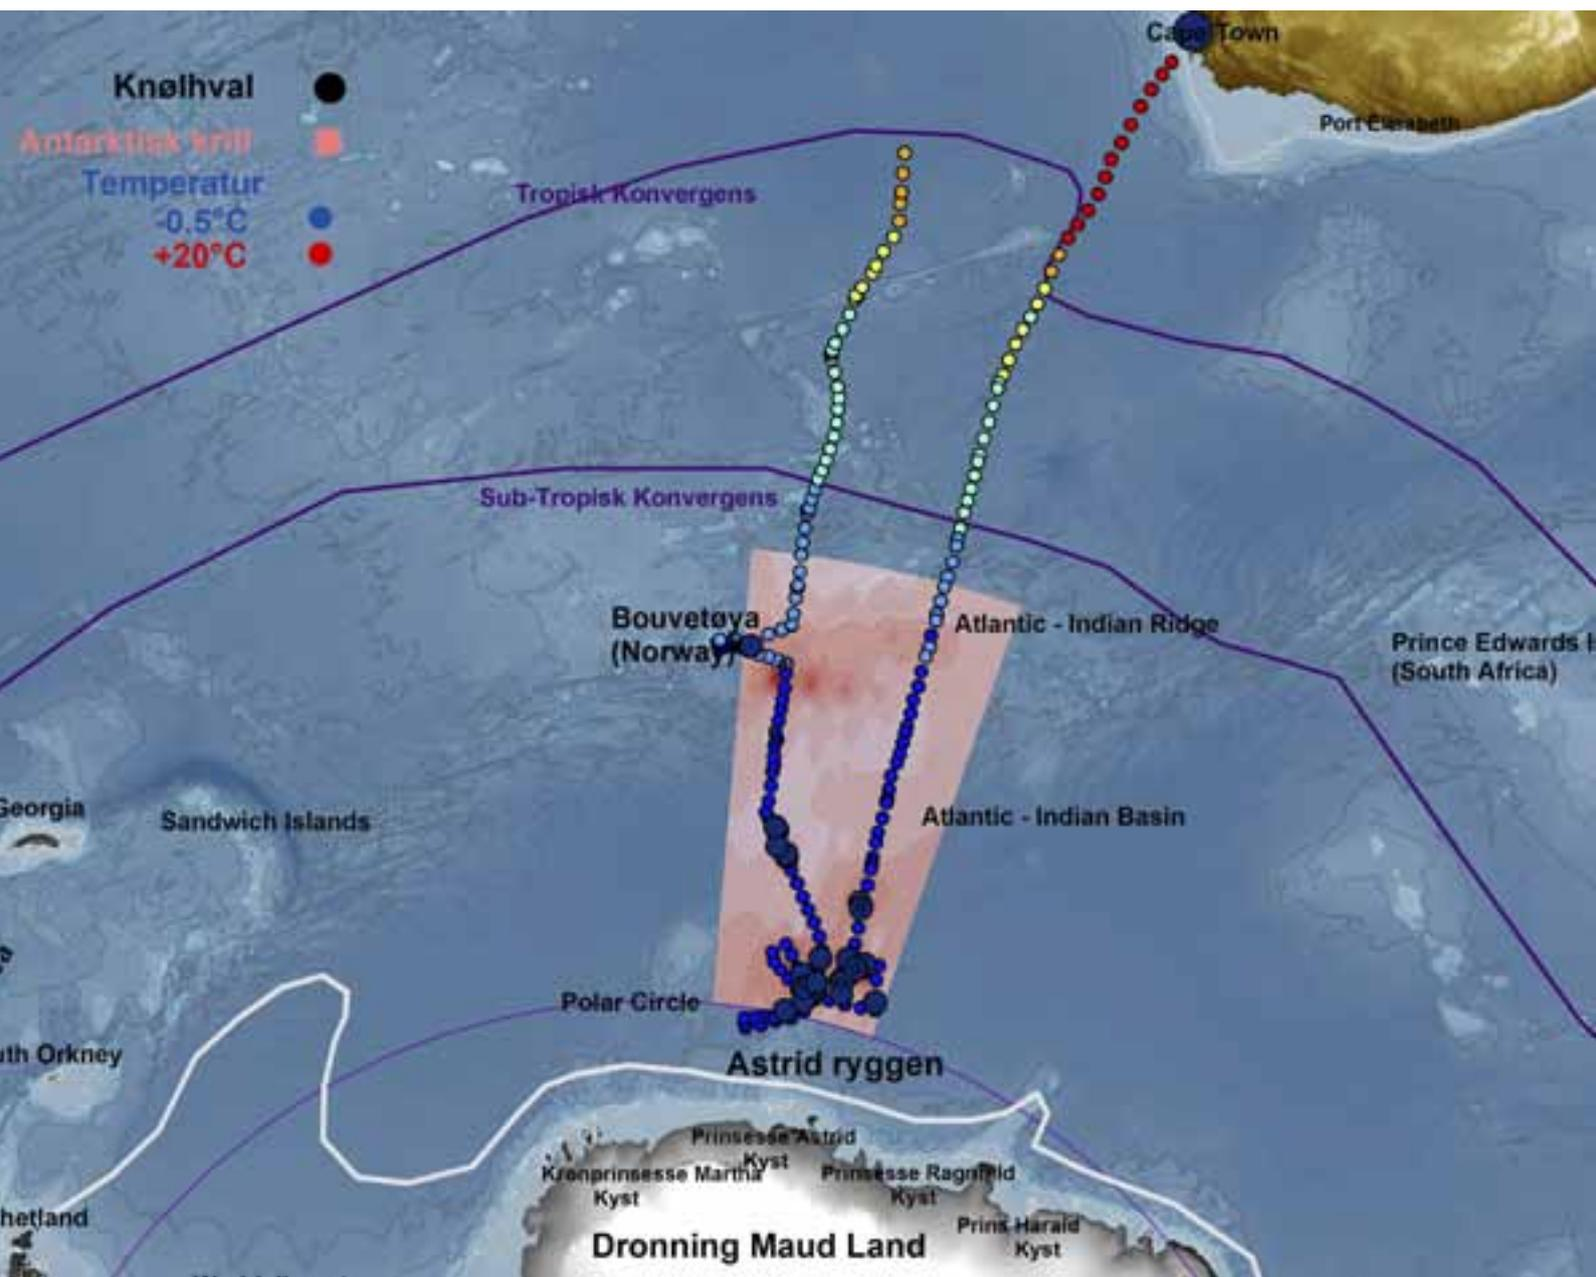 Cape Town
Knølhval
Port Elizabeth
Antarktisk krill
Temperatur
-0.5°C
+20°C
Tropisk Konvergens
Sub-Tropisk Konvergens
Bouvetøya
(Norway)
Atlantic - Indian Ridge
Prince Edwards I
(South Africa)
Georgia
Sandwich Islands
Atlantic - Indian Basin
Polar Circle
uth Orkney
Astrid ryggen
Prinsesse Astrid
Kyst
Kronprinsesse Martha
Kyst
Prinsesse Ragnhild
Kyst
hetland
Prins Harald
Kyst
Dronning Maud Land